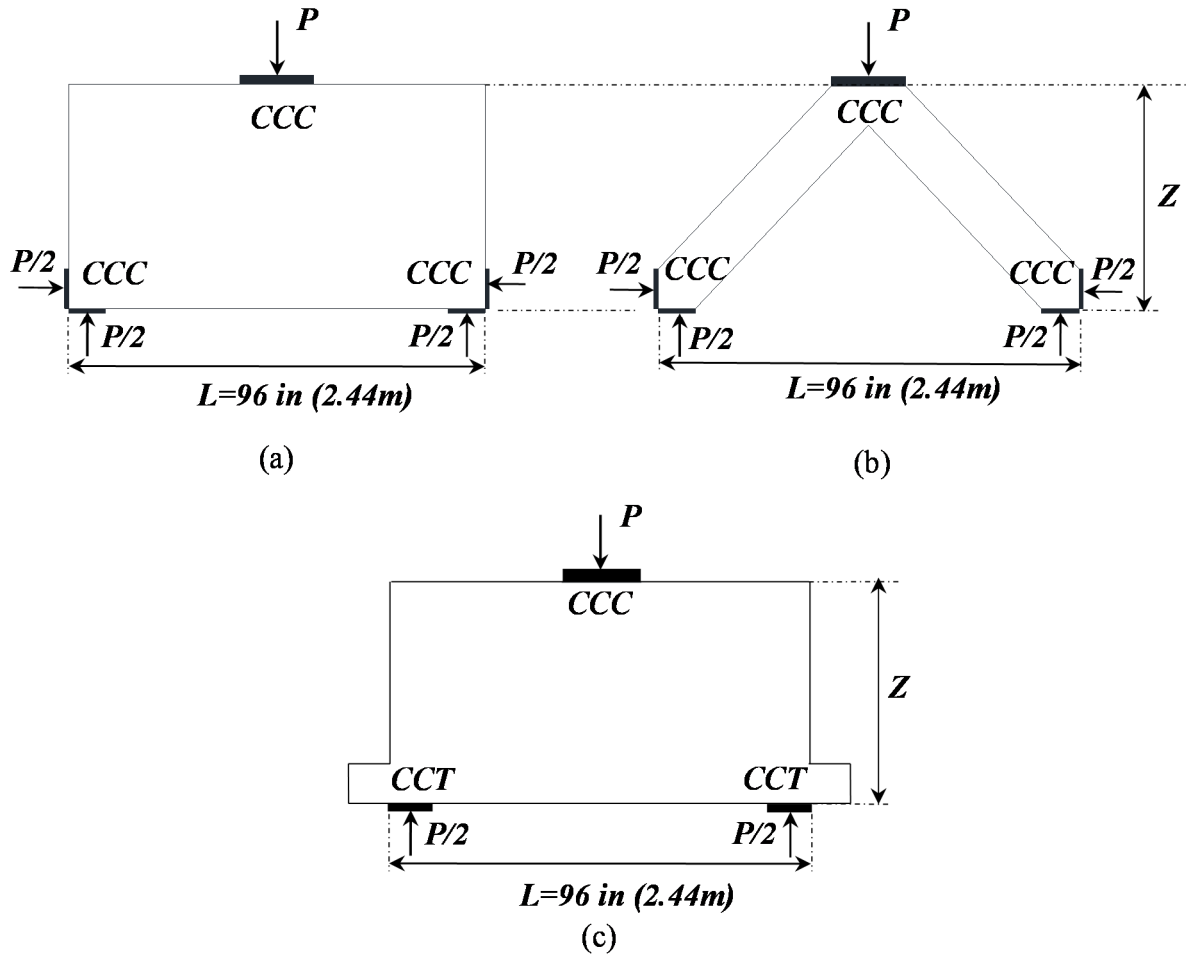 P
P
CCC
CCC
Z
P/2
CCC
CCC
P/2
P/2
CCC
CCC
P/2
P/2
P/2
P/2
P/2
L=96 in (2.44m)
L=96 in (2.44m)
(a)
(b)
P
CCC
Z
CCT
CCT
P/2
P/2
L=96 in (2.44m)
(c)